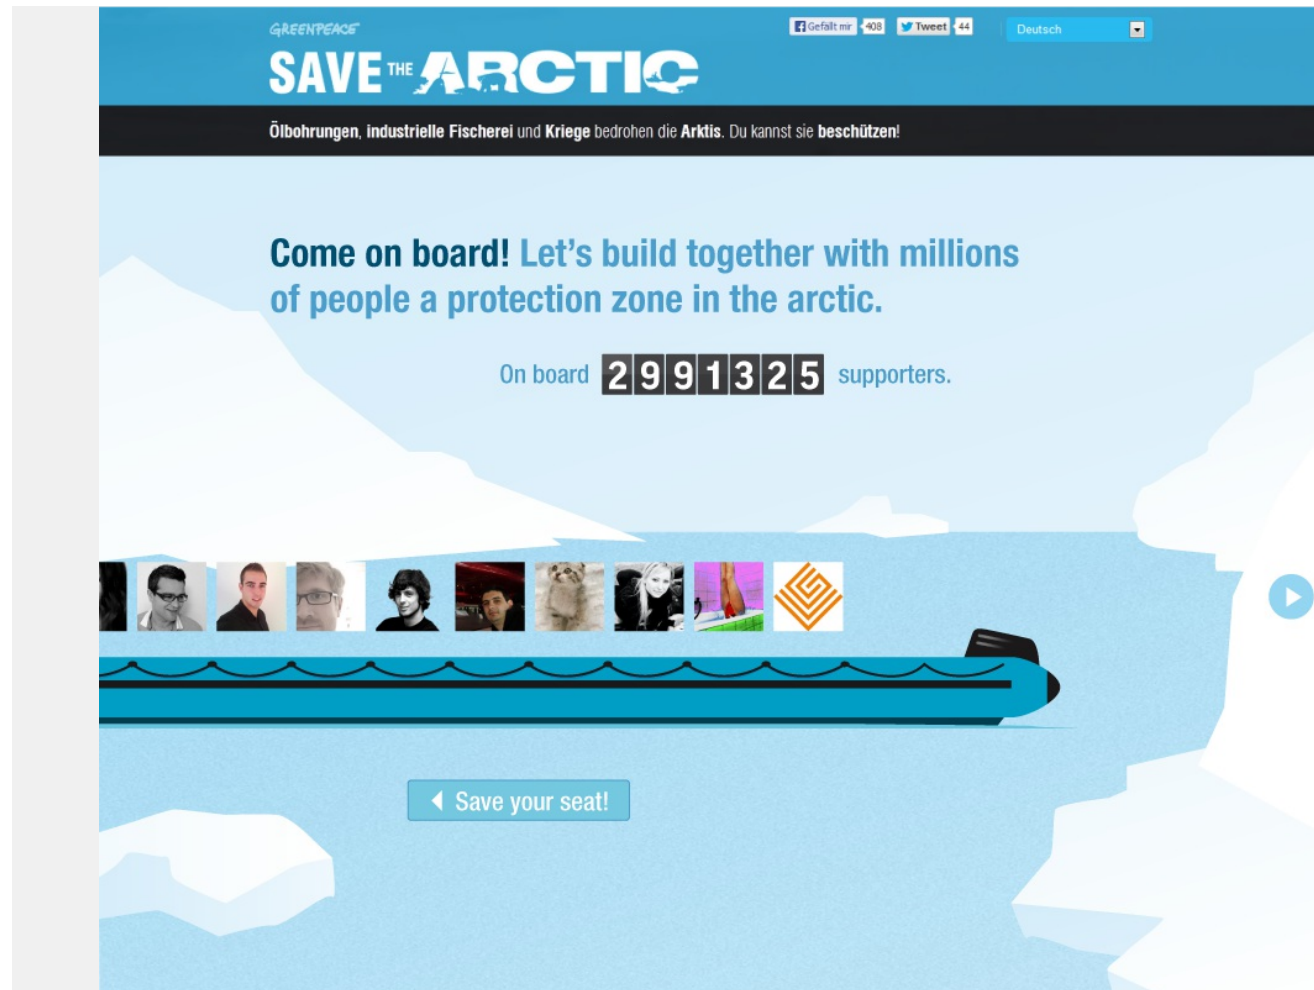 GREENPEACE
Gefällt mir 408 Tweet 44 Deutsch
SAVE THE ARCTIC
Ölbohrungen, industrielle Fischerei und Kriege bedrohen die Arktis. Du kannst sie beschützen!
Come on board! Let's build together with millions
of people a protection zone in the arctic.
On board 2991325 supporters.
Save your seat!